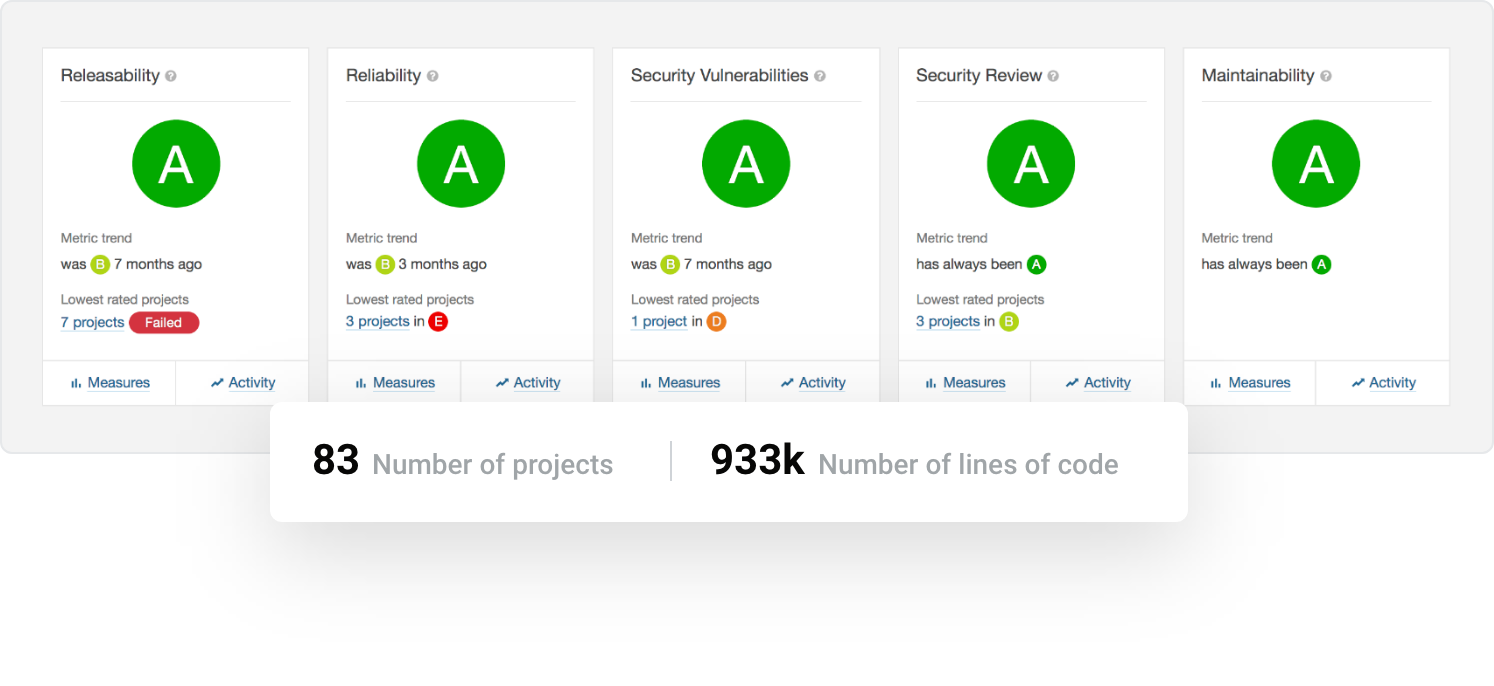 Releasability ?
A
Metric trend
was B 7 months ago
Lowest rated projects
7 projects Failed
Measures Activity
Reliability ?
A
Metric trend
was B 3 months ago
Lowest rated projects
3 projects in E
Measures Activity
Security Vulnerabilities ?
A
Metric trend
was B 7 months ago
Lowest rated projects
1 project in D
Measures Activity
Security Review ?
A
Metric trend
has always been A
Lowest rated projects
3 projects in B
Measures Activity
Maintainability ?
A
Metric trend
has always been A
Measures Activity
83 Number of projects
933k Number of lines of code